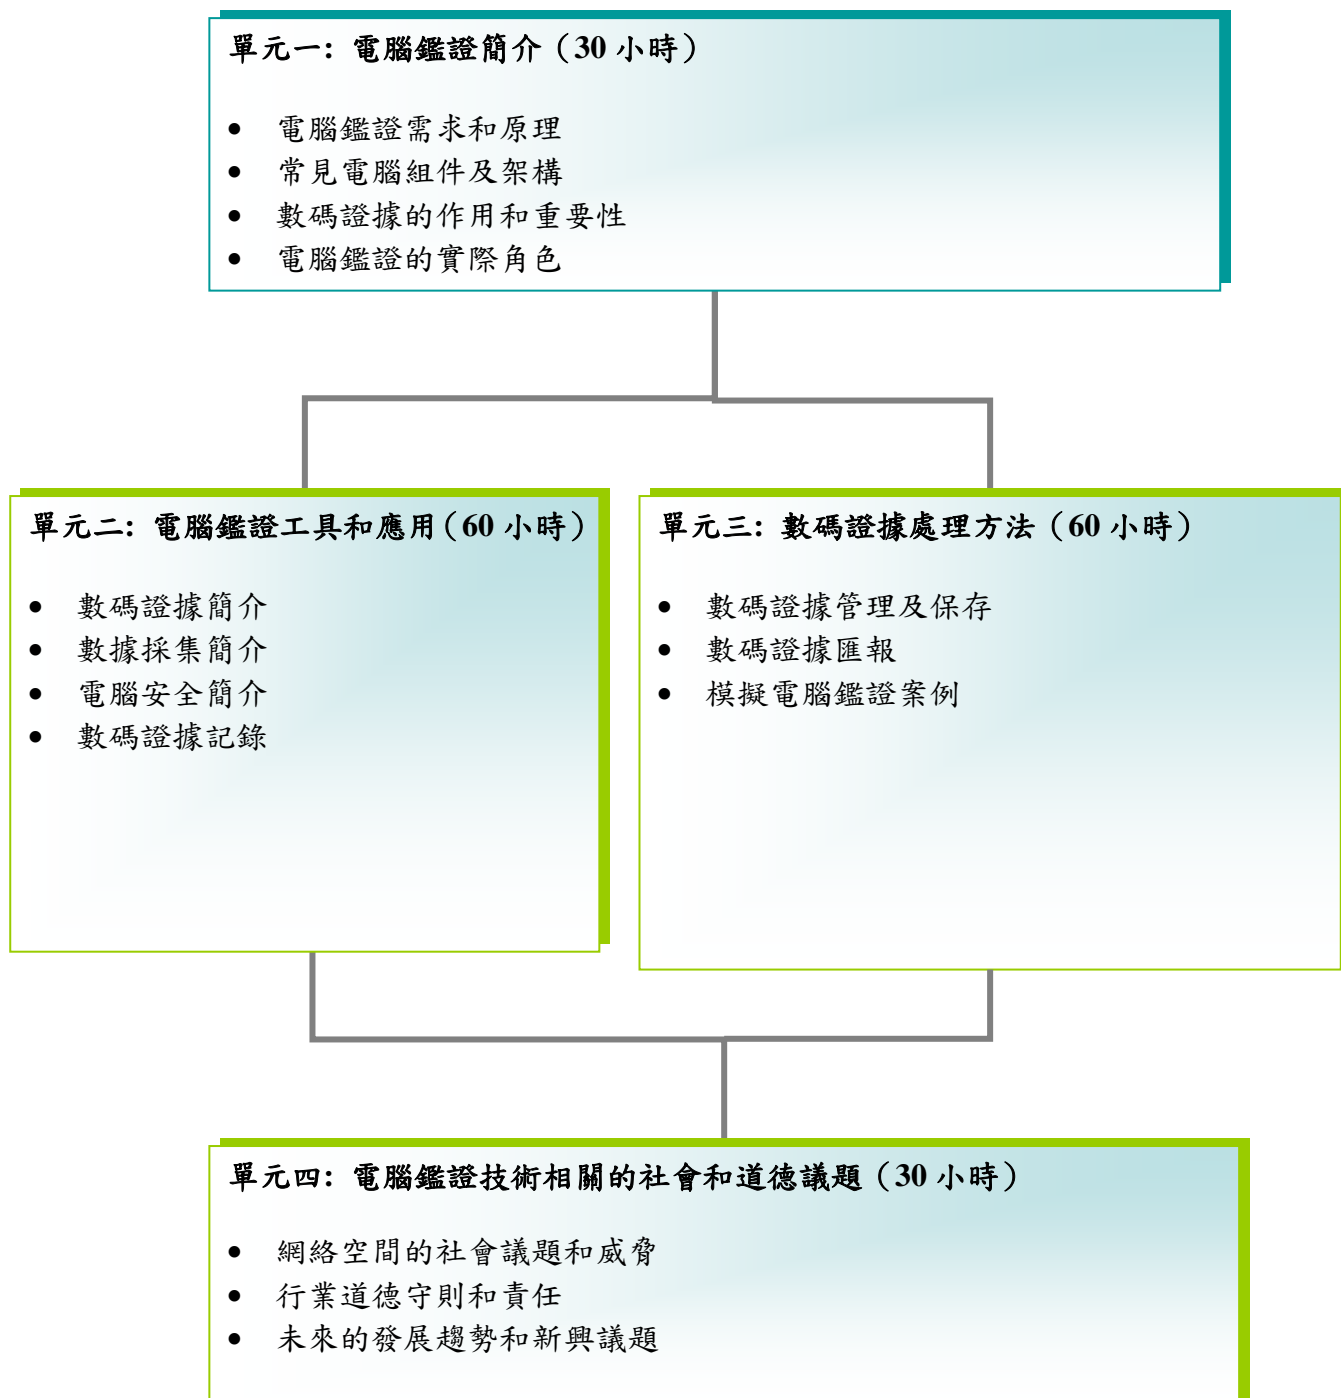 單元一: 電腦鑑證簡介（30 小時）
• 電腦鑑證需求和原理
• 常見電腦組件及架構
• 數碼證據的作用和重要性
• 電腦鑑證的實際角色
單元二: 電腦鑑證工具和應用（60 小時）
• 數碼證據簡介
• 數據採集簡介
• 電腦安全簡介
• 數碼證據記錄
單元三: 數碼證據處理方法（60 小時）
• 數碼證據管理及保存
• 數碼證據匯報
• 模擬電腦鑑證案例
單元四: 電腦鑑證技術相關的社會和道德議題（30 小時）
• 網絡空間的社會議題和威脅
• 行業道德守則和責任
• 未來的發展趨勢和新興議題